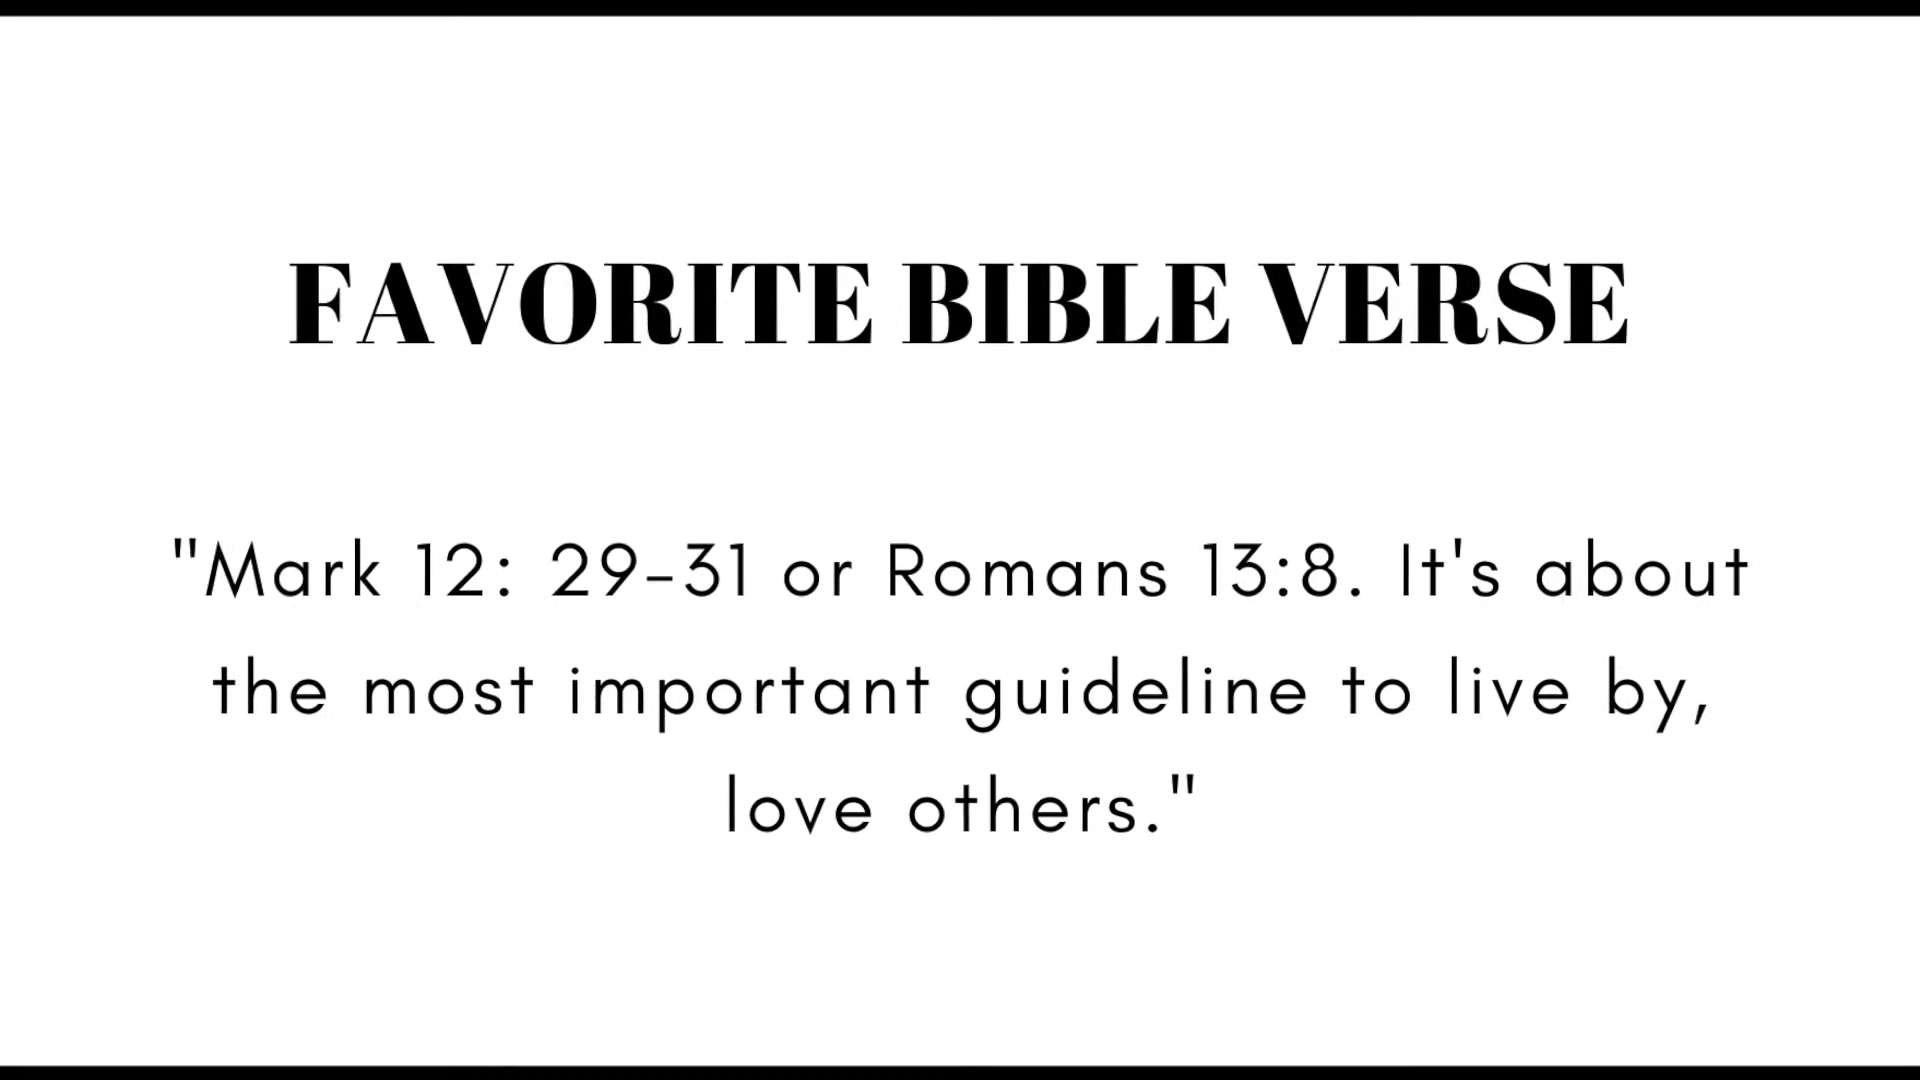 FAVORITE BIBLE VERSE
"Mark 12: 29-31 or Romans 13:8. It's about
the most important guideline to live by,
love others."